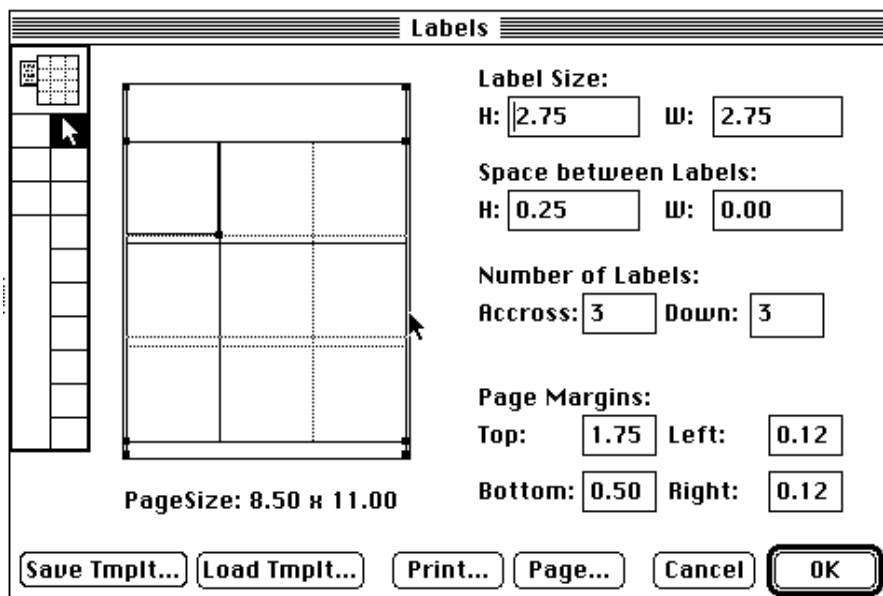 Labels
Label Size:
H: 2.75 W: 2.75
Space between Labels:
H: 0.25 W: 0.00
Number of Labels:
Accross: 3 Down: 3
Page Margins:
Top: 1.75 Left: 0.12
Bottom: 0.50 Right: 0.12
PageSize: 8.50 x 11.00
Save Tmplt... Load Tmplt... Print... Page... Cancel OK